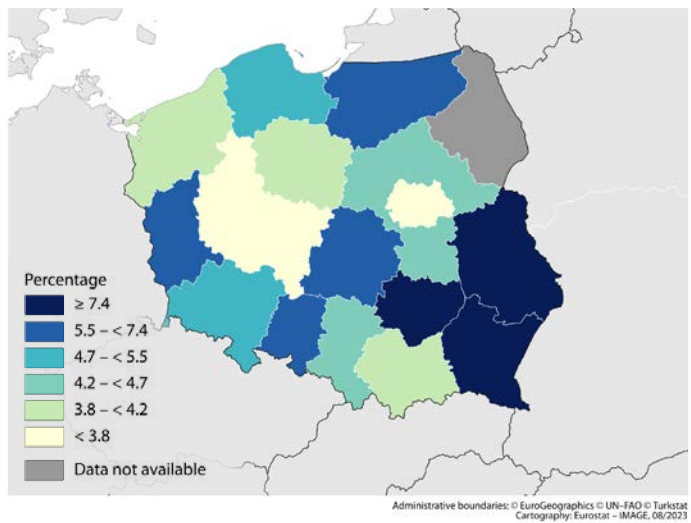 Percentage
≥ 7.4
5.5 – < 7.4
4.7 – < 5.5
4.2 – < 4.7
3.8 – < 4.2
< 3.8
Data not available
Administrative boundaries: © EuroGeographics © UN–FAO © Turkstat
Cartography: Eurostat – IMAGE, 08/2023